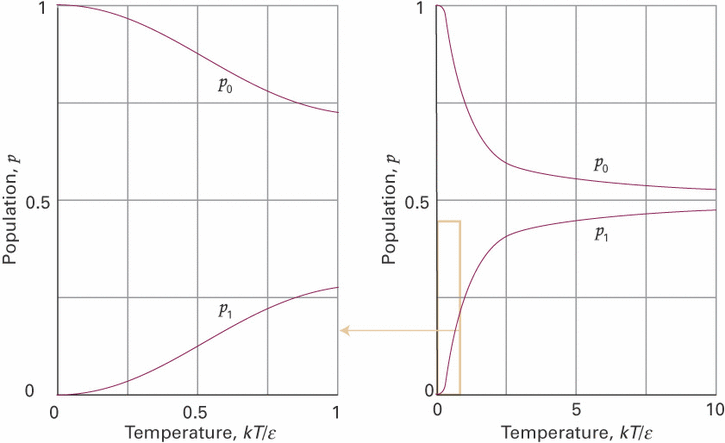 1
p₀
Population, p
0.5
p₁
0
0
0.5
1
Temperature, kT/ε
1
p₀
Population, p
0.5
p₁
0
0
5
10
Temperature, kT/ε